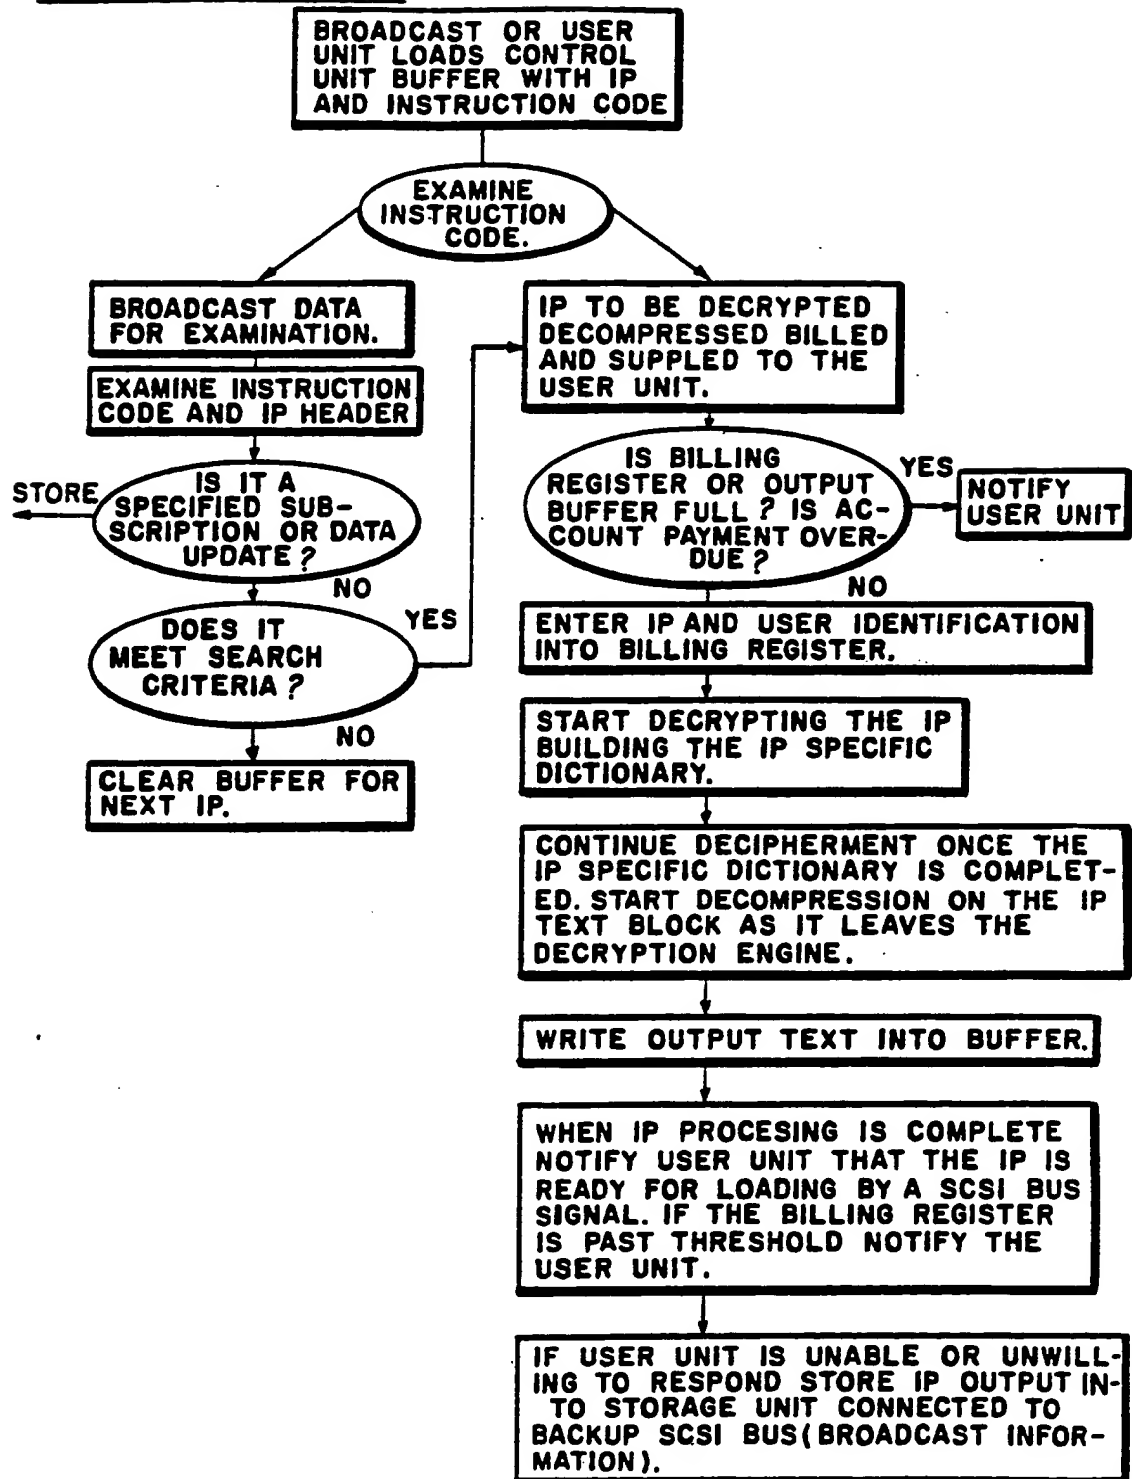 BROADCAST OR USER
UNIT LOADS CONTROL
UNIT BUFFER WITH IP
AND INSTRUCTION CODE
EXAMINE
INSTRUCTION
CODE.
BROADCAST DATA
FOR EXAMINATION.
EXAMINE INSTRUCTION
CODE AND IP HEADER
STORE
IS IT A
SPECIFIED SUB-
SCRIPTION OR DATA
UPDATE?
NO
DOES IT
MEET SEARCH
CRITERIA?
YES
NO
CLEAR BUFFER FOR
NEXT IP.
IP TO BE DECRYPTED
DECOMPRESSED BILLED
AND SUPPLED TO THE
USER UNIT.
IS BILLING
REGISTER OR OUTPUT
BUFFER FULL? IS AC-
COUNT PAYMENT OVER-
DUE?
YES
NOTIFY
USER UNIT
NO
ENTER IP AND USER IDENTIFICATION
INTO BILLING REGISTER.
START DECRYPTING THE IP
BUILDING THE IP SPECIFIC
DICTIONARY.
CONTINUE DECIPHERMENT ONCE THE
IP SPECIFIC DICTIONARY IS COMPLET-
ED. START DECOMPRESSION ON THE IP
TEXT BLOCK AS IT LEAVES THE
DECRYPTION ENGINE.
WRITE OUTPUT TEXT INTO BUFFER.
WHEN IP PROCESING IS COMPLETE
NOTIFY USER UNIT THAT THE IP IS
READY FOR LOADING BY A SCSI BUS
SIGNAL. IF THE BILLING REGISTER
IS PAST THRESHOLD NOTIFY THE
USER UNIT.
IF USER UNIT IS UNABLE OR UNWILL-
ING TO RESPOND STORE IP OUTPUT IN-
TO STORAGE UNIT CONNECTED TO
BACKUP SCSI BUS(BROADCAST INFOR-
MATION).